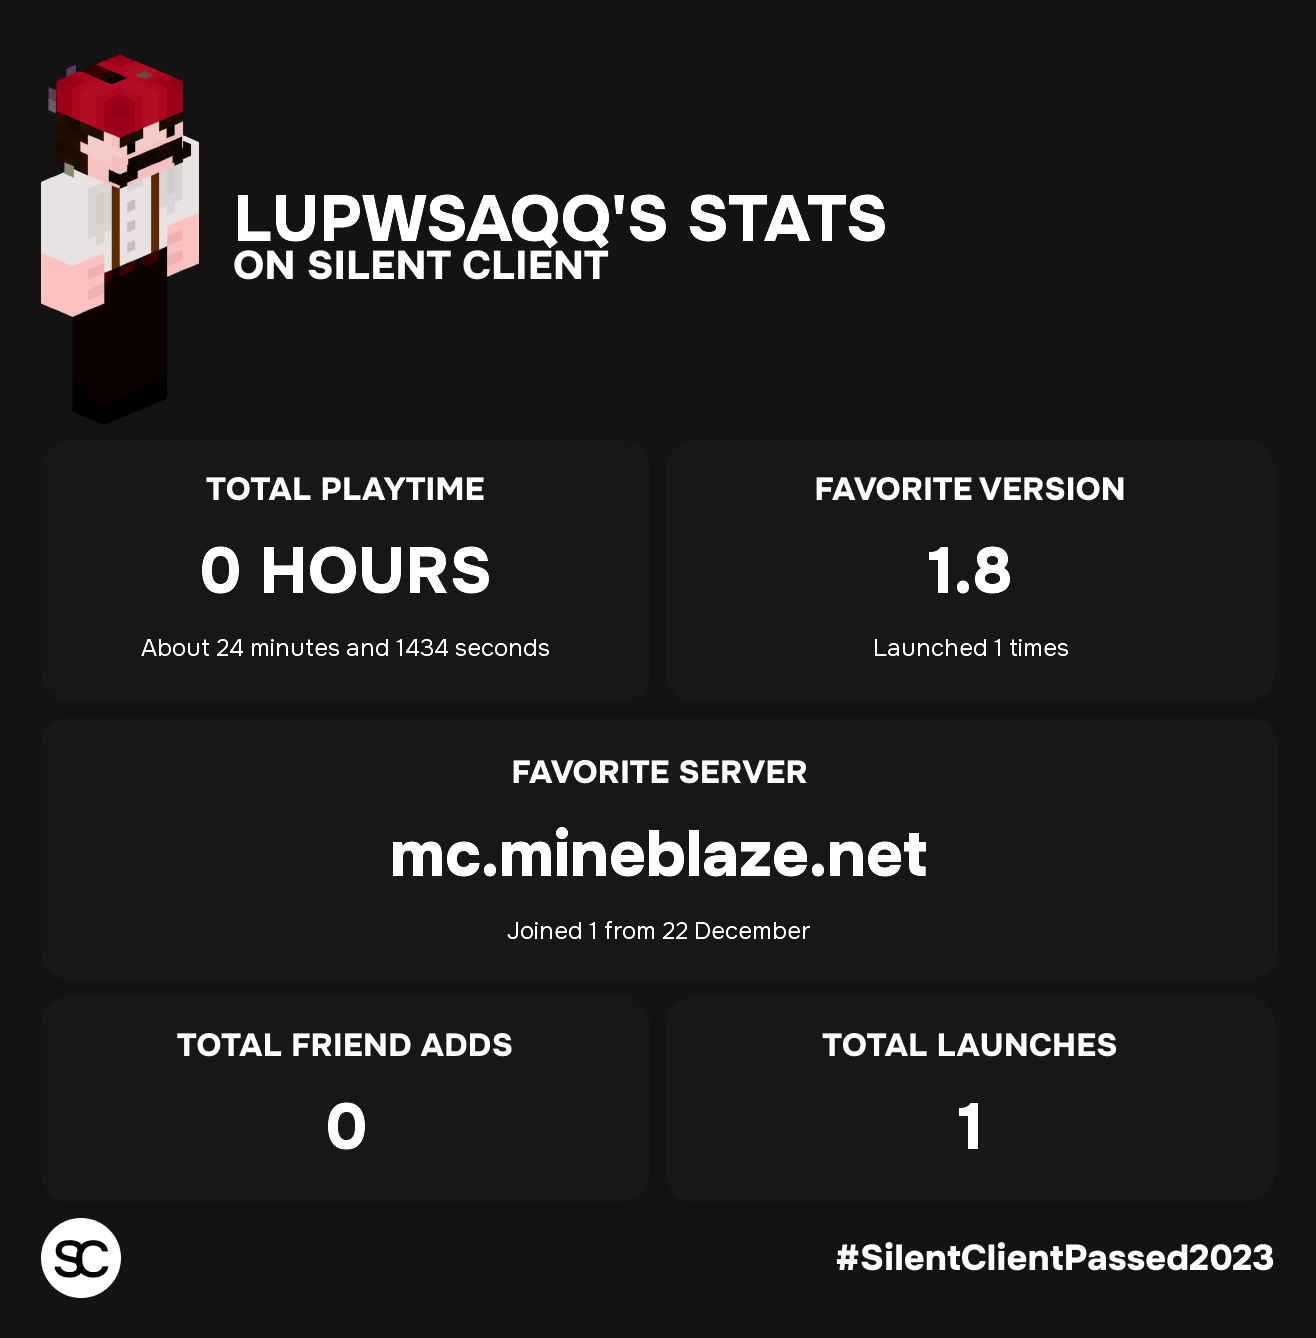 LUPWSAQQ'S STATS
ON SILENT CLIENT
TOTAL PLAYTIME
0 HOURS
About 24 minutes and 1434 seconds
FAVORITE VERSION
1.8
Launched 1 times
FAVORITE SERVER
mc.mineblaze.net
Joined 1 from 22 December
TOTAL FRIEND ADDS
0
TOTAL LAUNCHES
1
SC
#SilentClientPassed2023